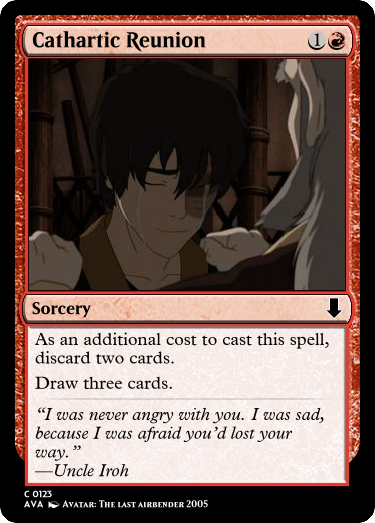 Cathartic Reunion 1
Sorcery
As an additional cost to cast this spell,
discard two cards.
Draw three cards.
“I was never angry with you. I was sad,
because I was afraid you’d lost your
way.”
—Uncle Iroh
C 0123
AVA Avatar: The last airbender 2005